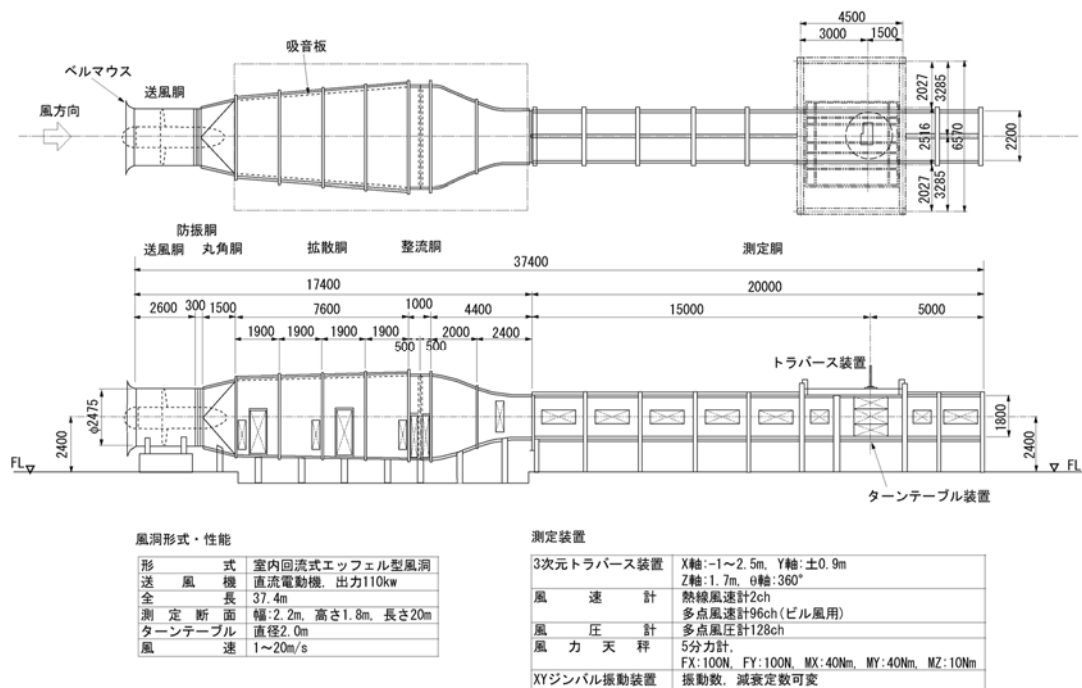 4500
3000
1500
吸音板
ベルマウス
送風胴
風方向
2027
3285
2516
6570
2200
2027
3285
防振胴
送風胴
丸角胴
拡散胴
整流胴
測定胴
37400
17400
20000
2600
300
1500
7600
1000
4400
15000
5000
1900
1900
1900
1900
500
500
2000
2400
トラバース装置
φ2475
2400
1800
2400
FL
FL
ターンテーブル装置
風洞形式・性能
形式 室内回流式エッフェル型風洞
送風機 直流電動機, 出力110kw
全長 37.4m
測定断面 幅:2.2m, 高さ1.8m, 長さ20m
ターンテーブル 直径2.0m
風速 1～20m/s
測定装置
3次元トラバース装置 X軸:-1～2.5m, Y軸:±0.9m
Z軸:1.7m, θ軸:360°
風速計 熱線風速計2ch
多点風速計96ch(ビル風用)
風圧計 多点風圧計128ch
風力天秤 5分力計,
FX:100N, FY:100N, MX:40Nm, MY:40Nm, MZ:10Nm
XYジンバル振動装置 振動数, 減衰定数可変